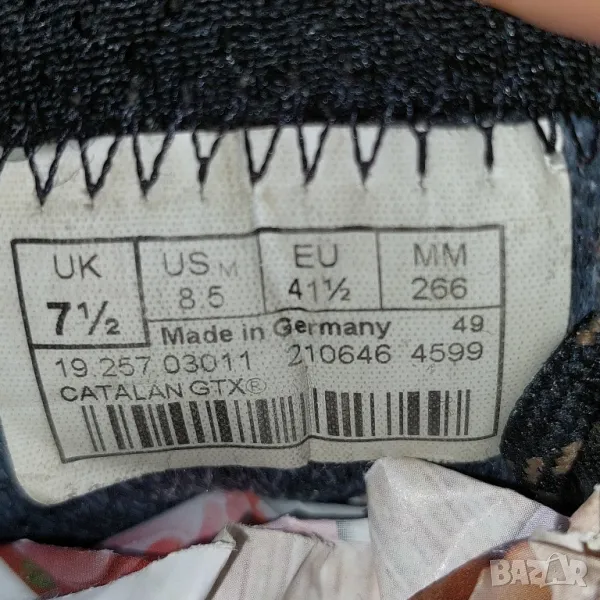 UK US M EU MM
7½ 8.5 41½ 266
Made in Germany 49
19.257.03011 210646 4599
CATALAN GTX®
BAZAR